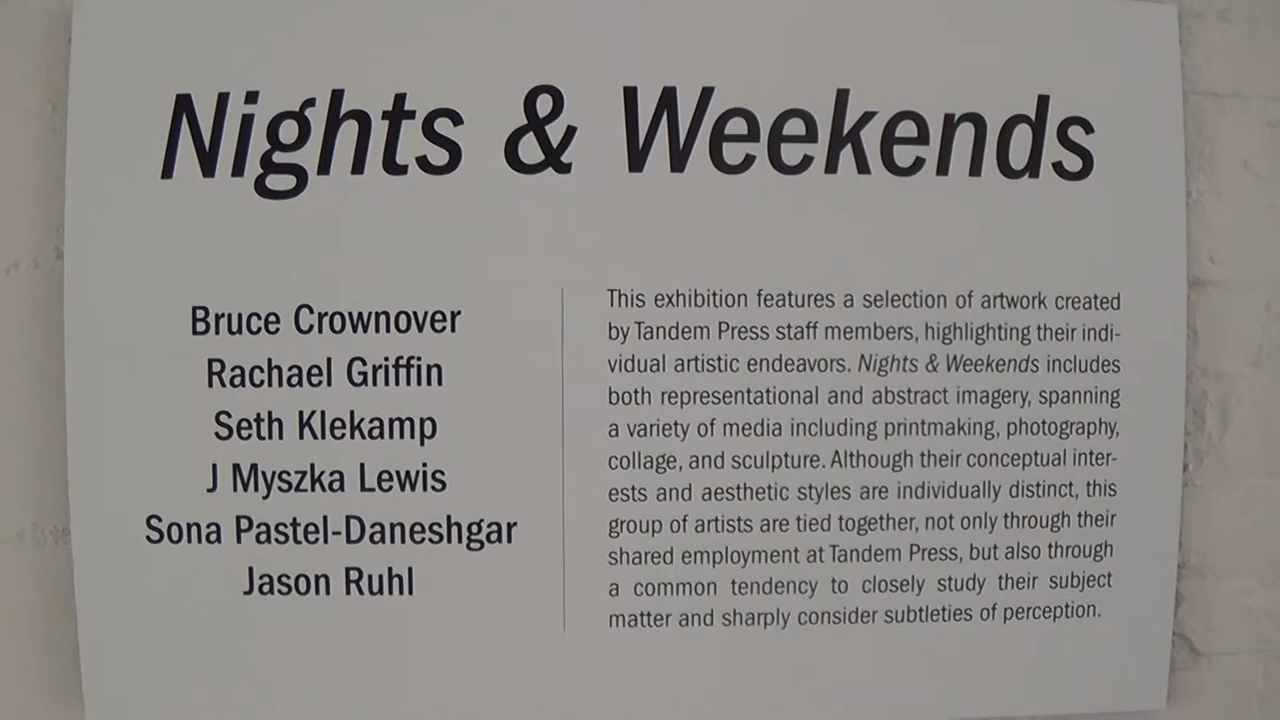 Nights & Weekends
Bruce Crownover
Rachael Griffin
Seth Klekamp
J Myszka Lewis
Sona Pastel-Daneshgar
Jason Ruhl
This exhibition features a selection of artwork created
by Tandem Press staff members, highlighting their indi-
vidual artistic endeavors. Nights & Weekends includes
both representational and abstract imagery, spanning
a variety of media including printmaking, photography,
collage, and sculpture. Although their conceptual inter-
ests and aesthetic styles are individually distinct, this
group of artists are tied together, not only through their
shared employment at Tandem Press, but also through
a common tendency to closely study their subject
matter and sharply consider subtleties of perception.